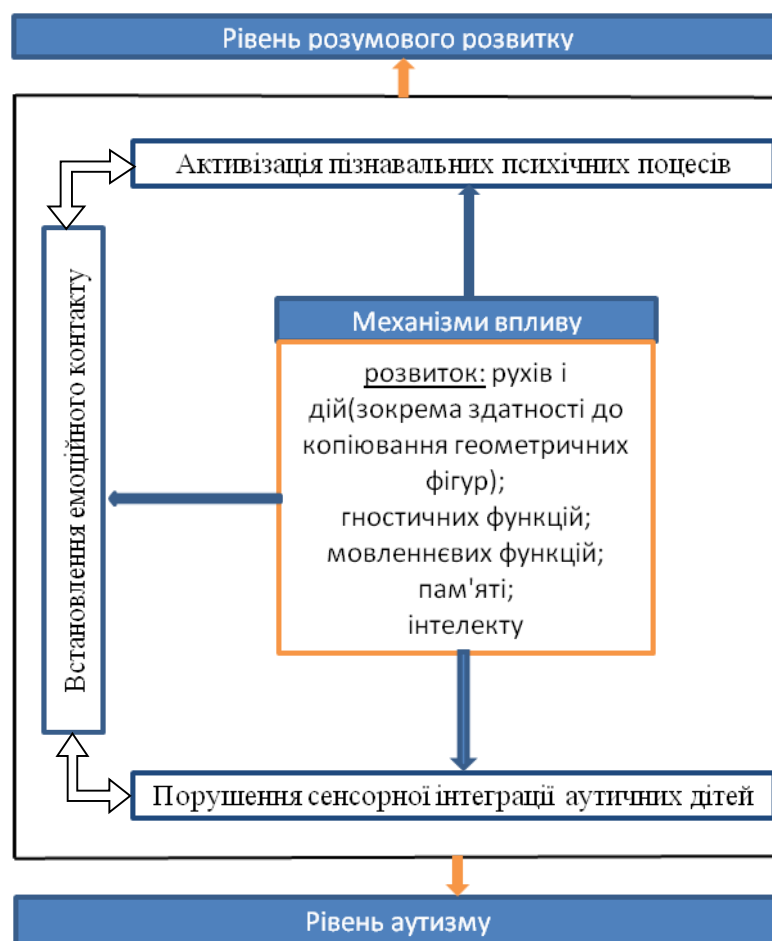 Рівень розумового розвитку
Активізація пізнавальних психічних поцесів
Встановлення емоційного контакту
Механізми впливу
розвиток: рухів і
дій(зокрема здатності до
копіювання геометричних
фігур);
гностичних функцій;
мовленнєвих функцій;
пам'яті;
інтелекту
Порушення сенсорної інтеграції аутичних дітей
Рівень аутизму